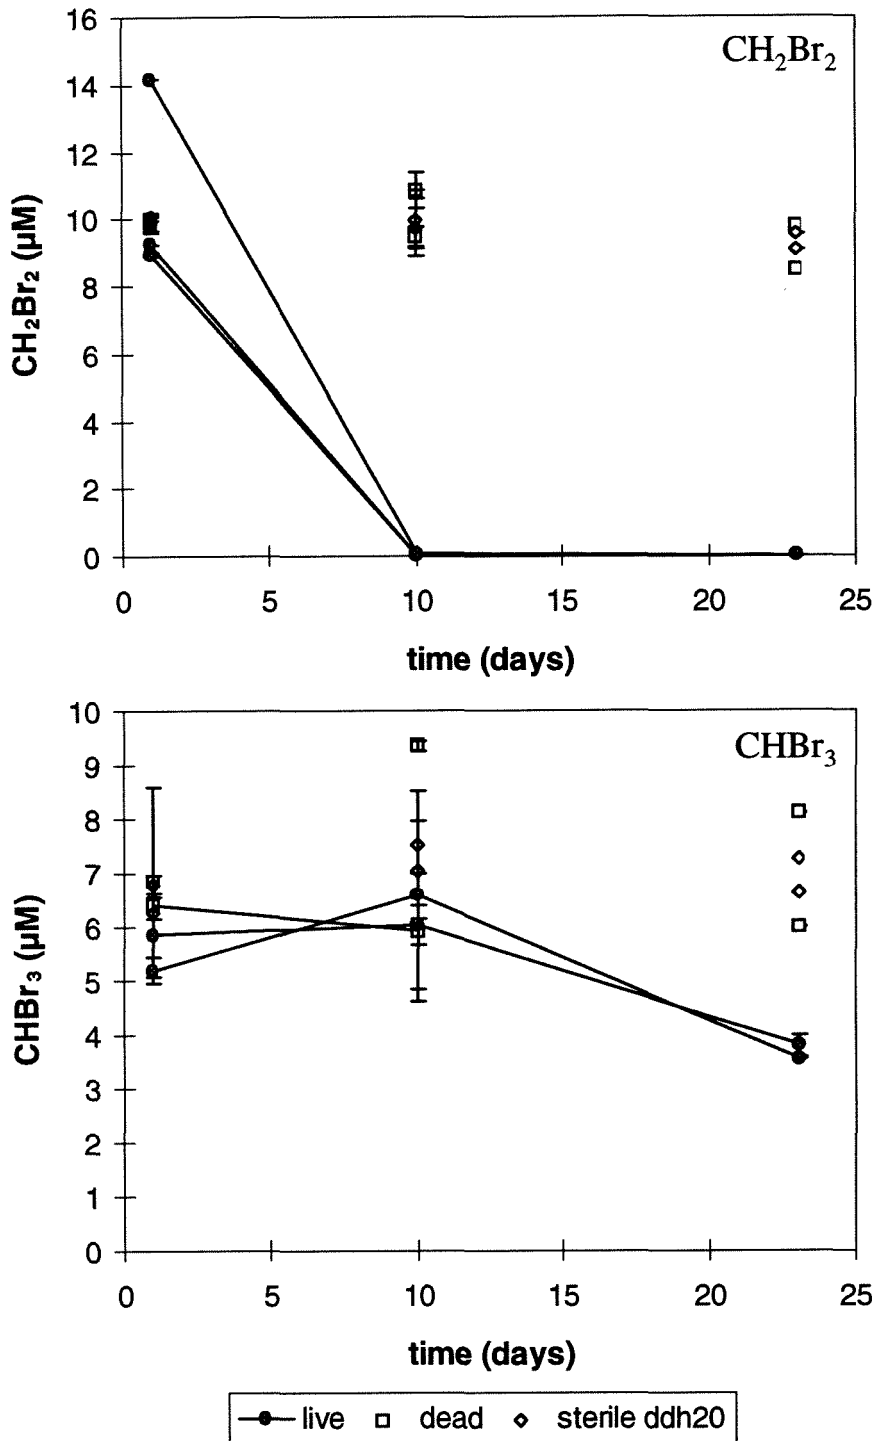 CH₂Br₂
16
14
12
10
8
6
4
2
0
CH₂Br₂ (µM)
0 5 10 15 20 25
time (days)
CHBr₃
10
9
8
7
6
5
4
3
2
1
0
CHBr₃ (µM)
0 5 10 15 20 25
time (days)
live dead sterile ddh20